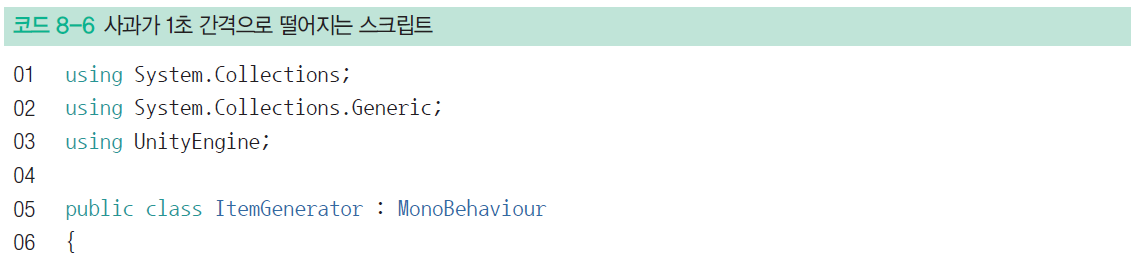 코드 8-6 사과가 1초 간격으로 떨어지는 스크립트
01 using System.Collections;
02 using System.Collections.Generic;
03 using UnityEngine;
04
05 public class ItemGenerator : MonoBehaviour
06 {